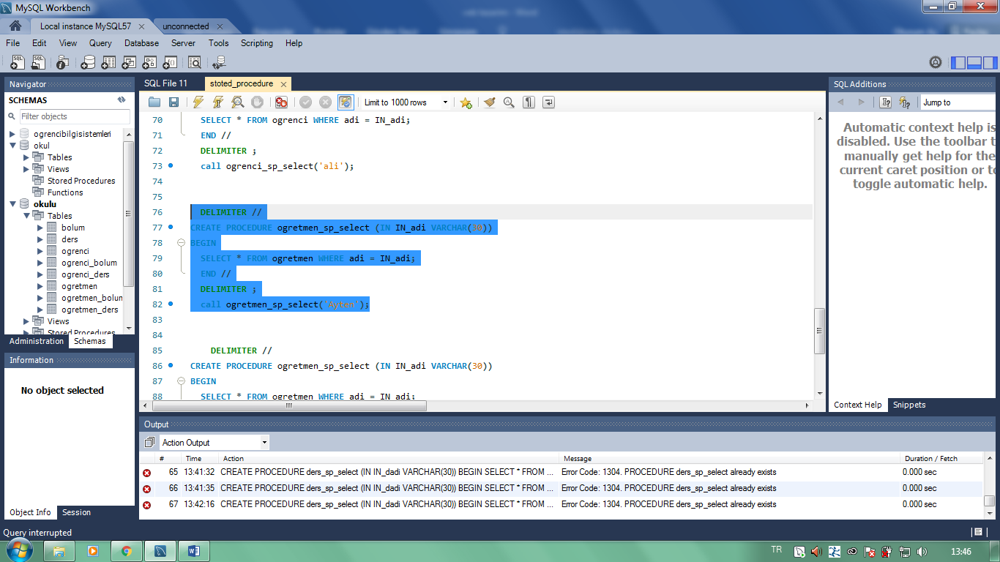 MySQL Workbench
Local instance MySQL57
unconnected
File Edit View Query Database Server Tools Scripting Help
Navigator
SCHEMAS
Filter objects
ogrencibilgisistemleri
okul
Tables
Views
Stored Procedures
Functions
okulu
Tables
bolum
ders
ogrenci
ogrenci_bolum
ogrenci_ders
ogretmen
ogretmen_bolun
ogretmen_ders
Views
Stored Procedures
Administration Schemas
Information
No object selected
Object Info Session
SQL File 11 stoted_procedure
Limit to 1000 rows
70 SELECT * FROM ogrenci WHERE adi = IN_adi;
71 END //
72 DELIMITER ;
73 call ogrenci_sp_select('ali');
74
75
76 DELIMITER //
77 CREATE PROCEDURE ogretmen_sp_select (IN IN_adi VARCHAR(30))
78 BEGIN
79 SELECT * FROM ogretmen WHERE adi = IN_adi;
80 END //
81 DELIMITER ;
82 call ogretmen_sp_select('Ayten');
83
84
85 DELIMITER //
86 CREATE PROCEDURE ogretmen_sp_select (IN IN_adi VARCHAR(30))
87 BEGIN
88 SELECT * FROM ogretmen WHERE adi = IN_adi;
SQL Additions
Jump to
Automatic context help is
disabled. Use the toolbar t
manually get help for the
current caret position or to
toggle automatic help.
Context Help Snippets
Output
Action Output
# Time Action Message Duration / Fetch
65 13:41:32 CREATE PROCEDURE ders_sp_select (IN IN_dadi VARCHAR(30)) BEGIN SELECT * FROM ... Error Code: 1304. PROCEDURE ders_sp_select already exists 0.000 sec
66 13:41:35 CREATE PROCEDURE ders_sp_select (IN IN_dadi VARCHAR(30)) BEGIN SELECT * FROM ... Error Code: 1304. PROCEDURE ders_sp_select already exists 0.000 sec
67 13:42:16 CREATE PROCEDURE ders_sp_select (IN IN_dadi VARCHAR(30)) BEGIN SELECT * FROM ... Error Code: 1304. PROCEDURE ders_sp_select already exists 0.000 sec
Query interrupted
TR
13:46